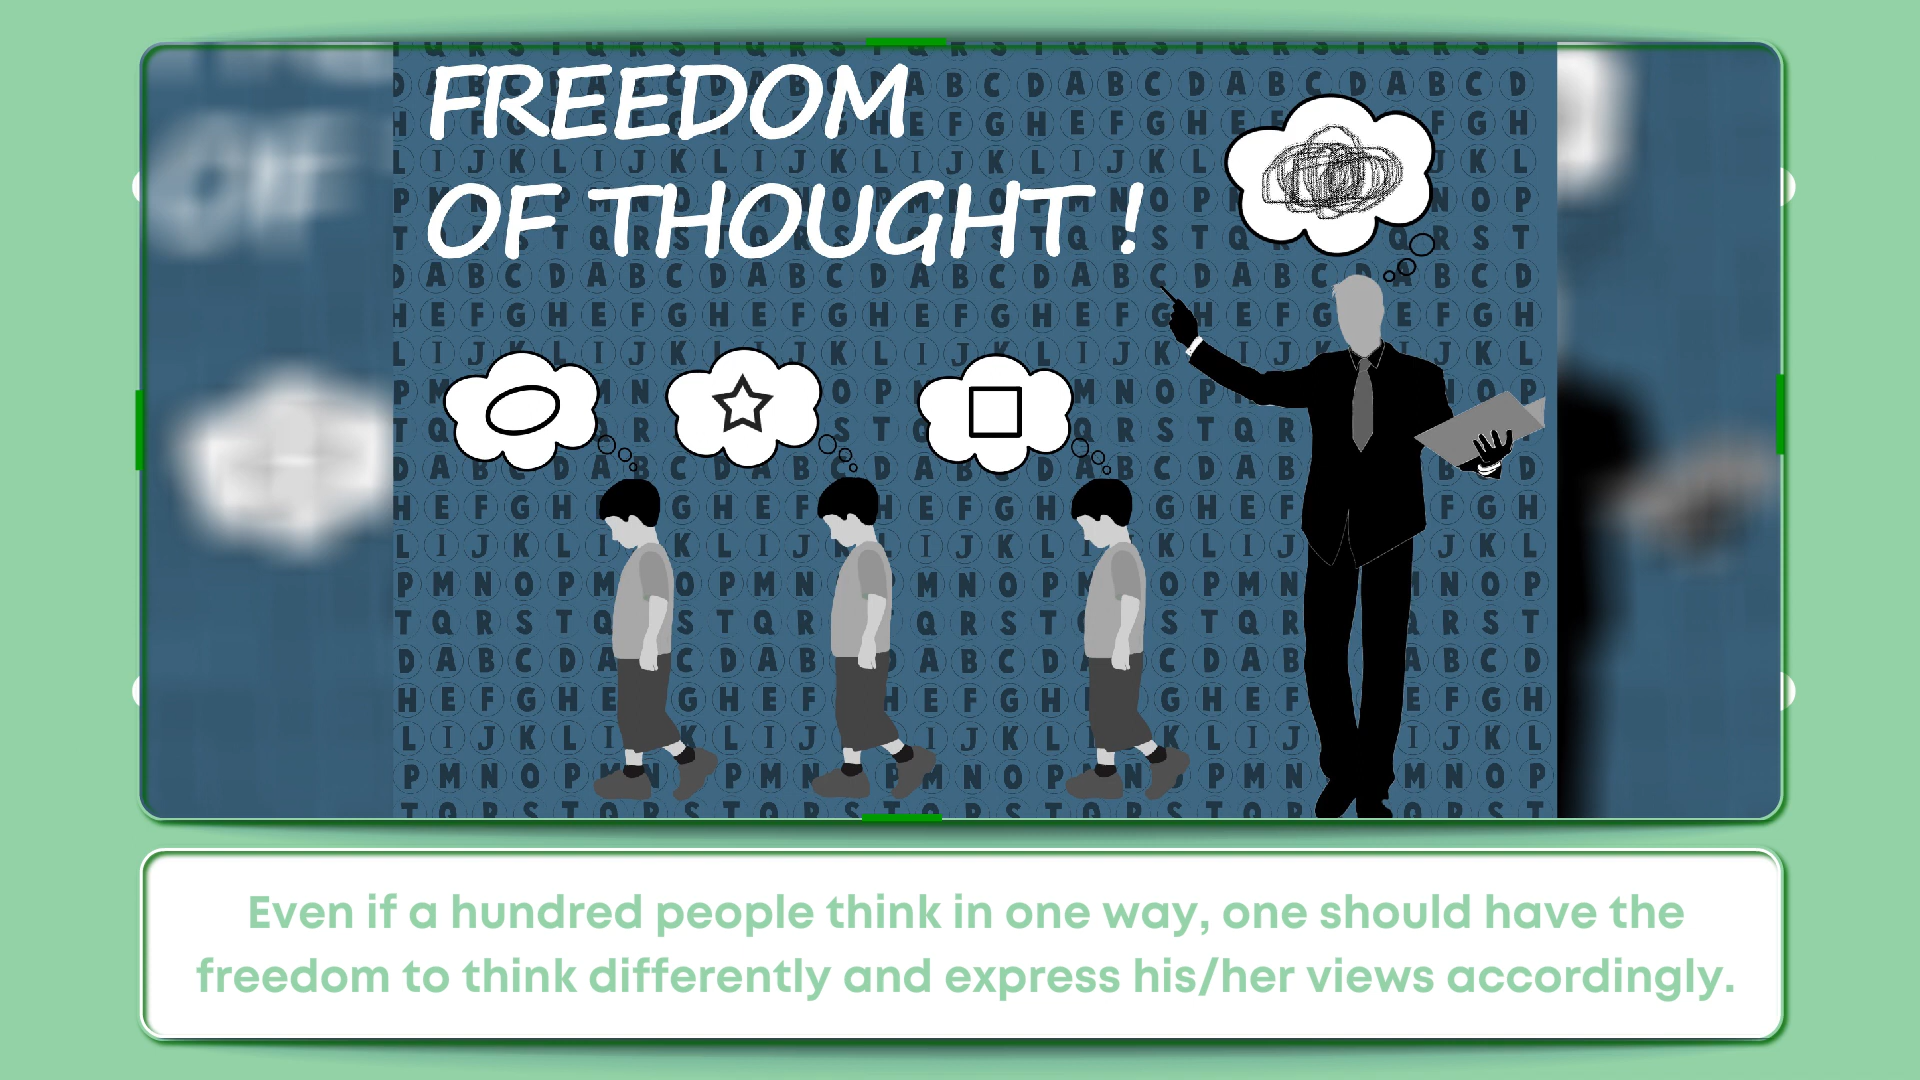 FREEDOM
OF THOUGHT !
Even if a hundred people think in one way, one should have the
freedom to think differently and express his/her views accordingly.